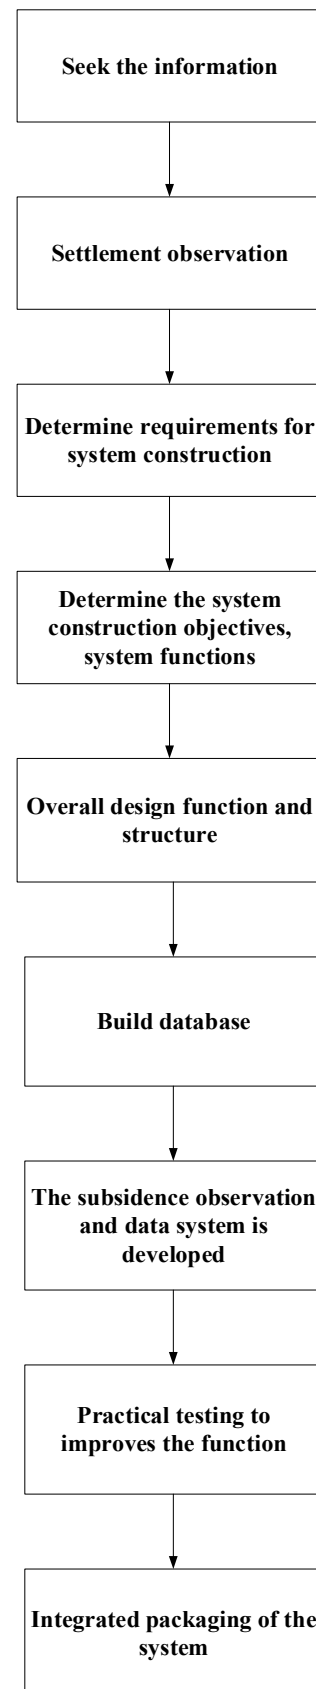 Seek the information
Settlement observation
Determine requirements for
system construction
Determine the system
construction objectives,
system functions
Overall design function and
structure
Build database
The subsidence observation
and data system is
developed
Practical testing to
improves the function
Integrated packaging of the
system